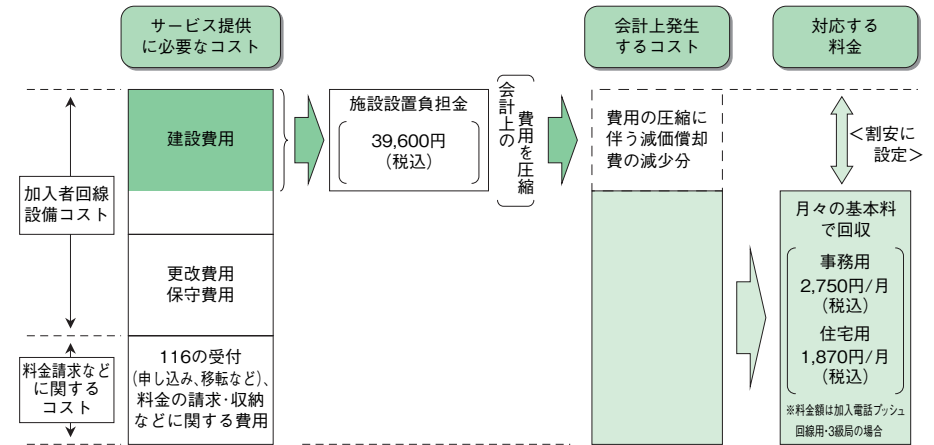 サービス提供
に必要なコスト
会計上発生
するコスト
対応する
料金
加入者回線
設備コスト
料金請求など
に関する
コスト
建設費用
更改費用
保守費用
116の受付
(申し込み、移転など)、
料金の請求･収納
などに関する費用
施設設置負担金
39,600円
(税込)
会計上の
費用を圧縮
費用の圧縮に
伴う減価償却
費の減少分
<割安に
設定>
月々の基本料
で回収
事務用
2,750円/月
(税込)
住宅用
1,870円/月
(税込)
※料金額は加入電話プッシュ
回線用･3級局の場合